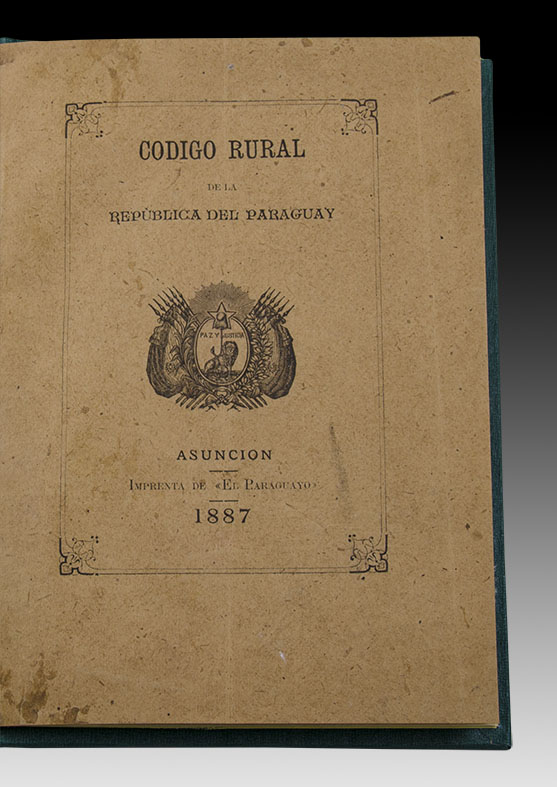 CODIGO RURAL
DE LA
REPÚBLICA DEL PARAGUAY
PAZ Y JUSTICIA
ASUNCION
IMPRENTA DE «EL PARAGUAYO»
1887